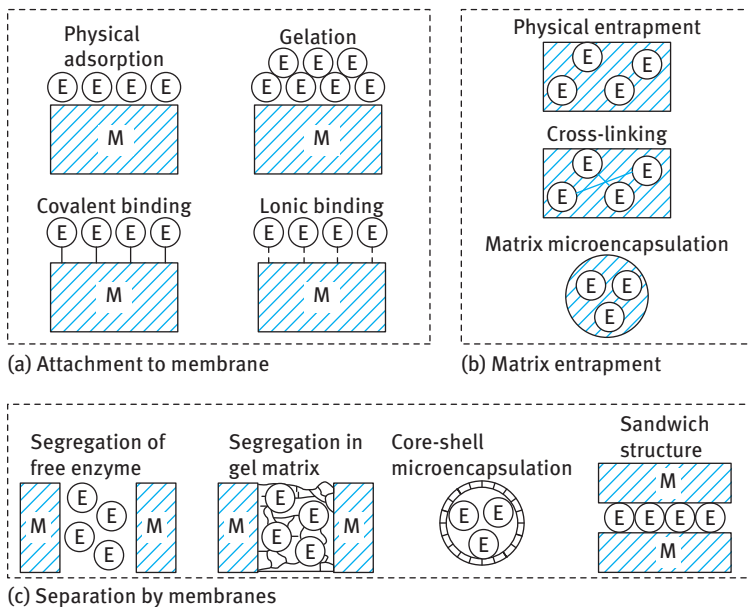 Physical
adsorption
E E E E
M
Gelation
E E E
E E E E
M
Covalent binding
E E E E
M
Lonic binding
E E E E
M
(a) Attachment to membrane
Physical entrapment
E E
E E
Cross-linking
E E
E E
Matrix microencapsulation
E E
E
(b) Matrix entrapment
Segregation of
free enzyme
M E E E E M
Segregation in
gel matrix
M E E E E M
Core-shell
microencapsulation
E E
E
Sandwich
structure
M
E E E E
M
(c) Separation by membranes